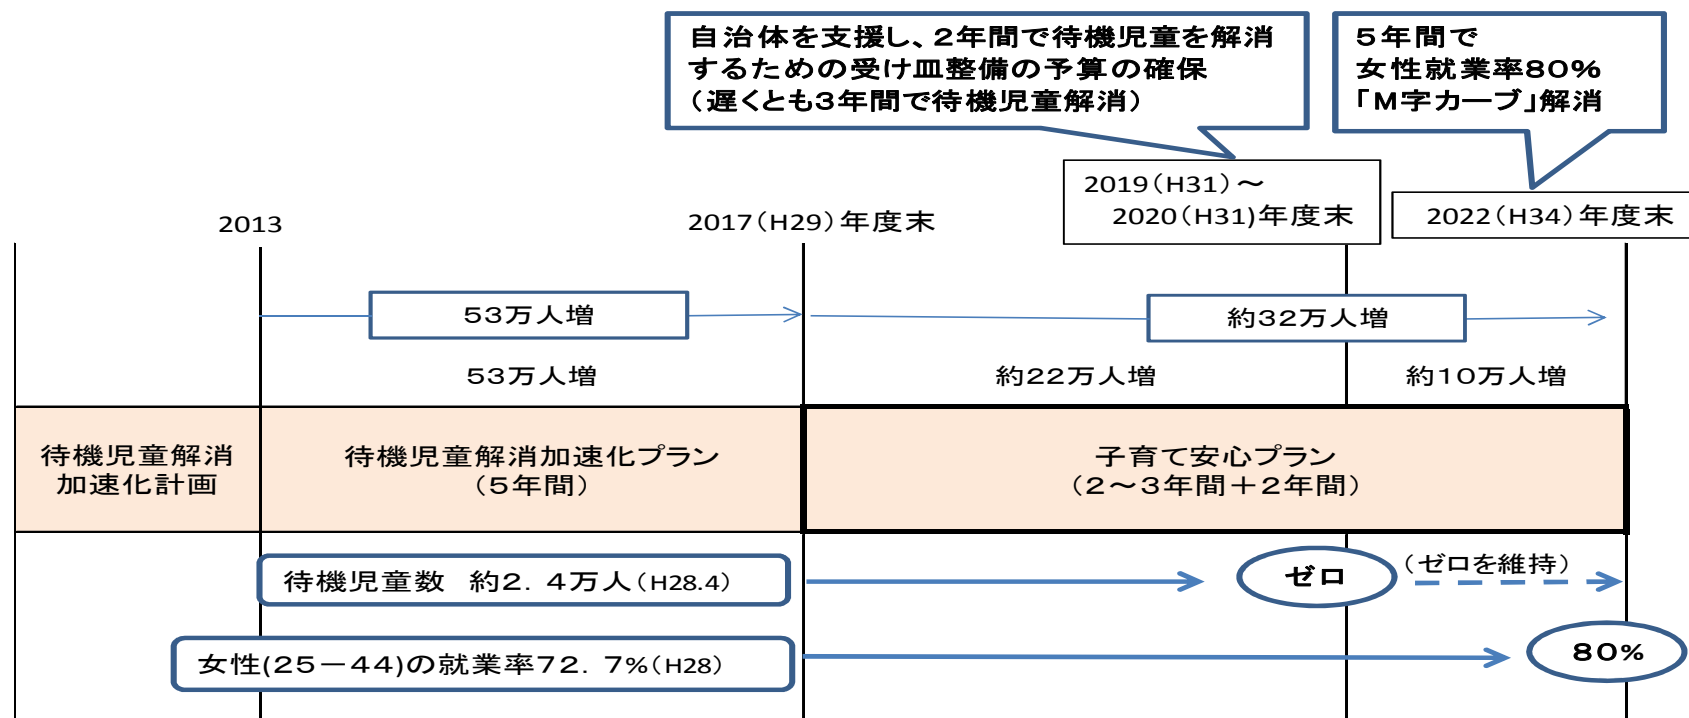 自治体を支援し、２年間で待機児童を解消
するための受け皿整備の予算の確保
（遅くとも３年間で待機児童解消）
５年間で
女性就業率８０％
「Ｍ字カーブ」解消
2019（H31）～
2020（H31)年度末
2022（H34）年度末
2013
2017（H29）年度末
５３万人増
約３２万人増
５３万人増
約２２万人増
約１０万人増
待機児童解消
加速化計画
待機児童解消加速化プラン
（５年間）
子育て安心プラン
（２～３年間＋２年間）
待機児童数　約２．４万人（H28.4）
ゼロ
（ゼロを維持）
女性(２５－４４)の就業率７２．７％（H28）
８０％